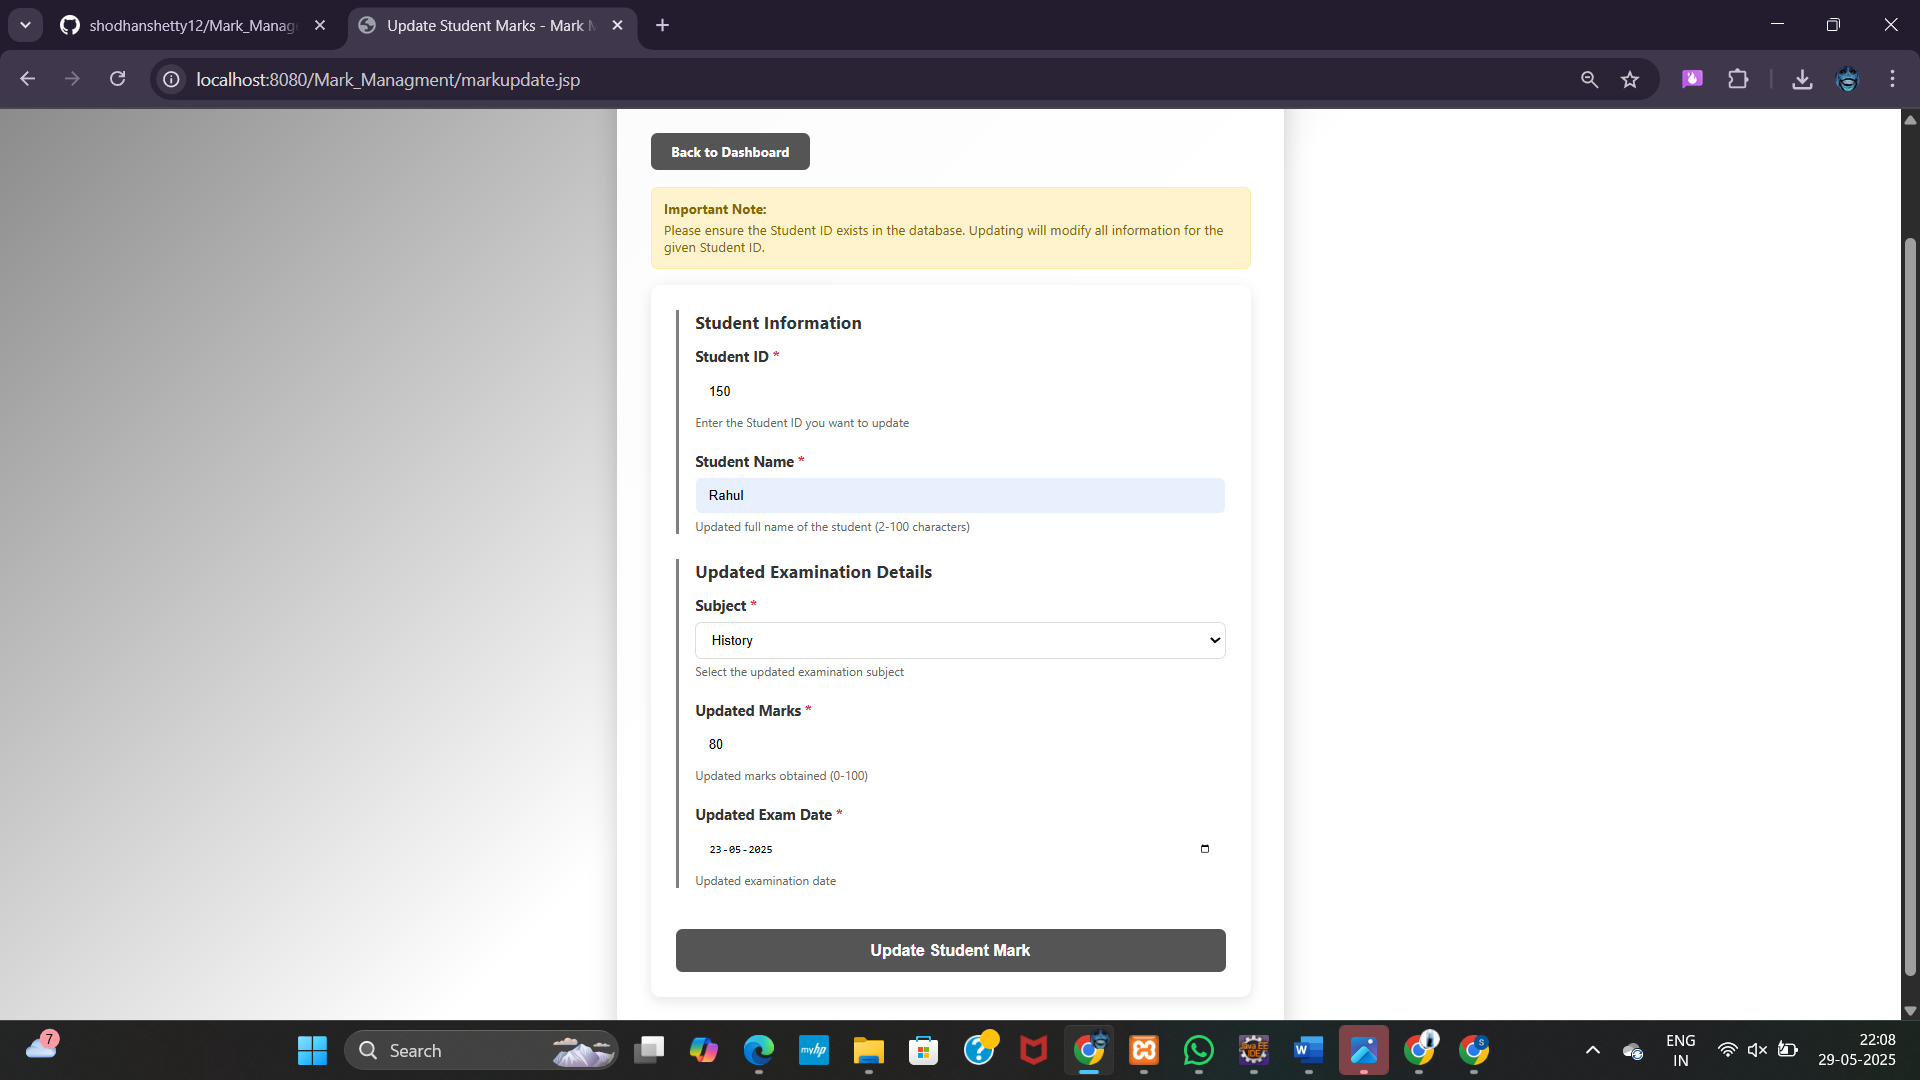 shodhanshetty12/Mark_Manag
Update Student Marks - Mark M
localhost:8080/Mark_Managment/markupdate.jsp
Back to Dashboard
Important Note:
Please ensure the Student ID exists in the database. Updating will modify all information for the
given Student ID.
Student Information
Student ID *
150
Enter the Student ID you want to update
Student Name *
Rahul
Updated full name of the student (2-100 characters)
Updated Examination Details
Subject *
History
Select the updated examination subject
Updated Marks *
80
Updated marks obtained (0-100)
Updated Exam Date *
23-05-2025
Updated examination date
Update Student Mark
7
Search
myhp
Java EE
IDE
W
S
ENG
IN
22:08
29-05-2025